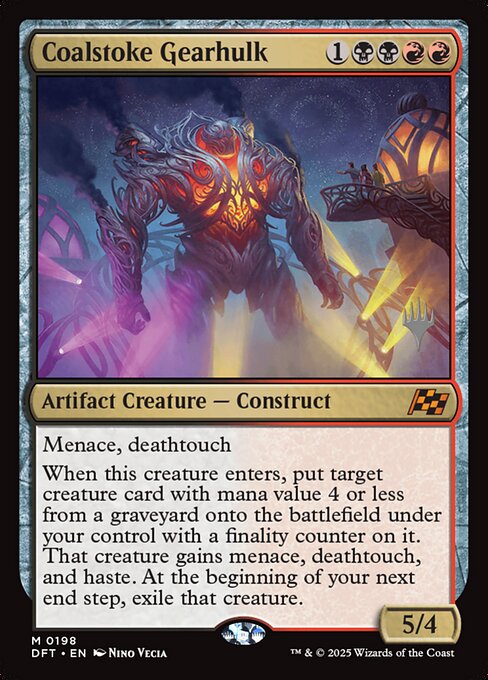 Coalstoke Gearhulk 1
Artifact Creature — Construct
Menace, deathtouch
When this creature enters, put target
creature card with mana value 4 or less
from a graveyard onto the battlefield under
your control with a finality counter on it.
That creature gains menace, deathtouch,
and haste. At the beginning of your next
end step, exile that creature.
5/4
M 0198
DFT • EN Nino Vecia
™ & © 2025 Wizards of the Coast